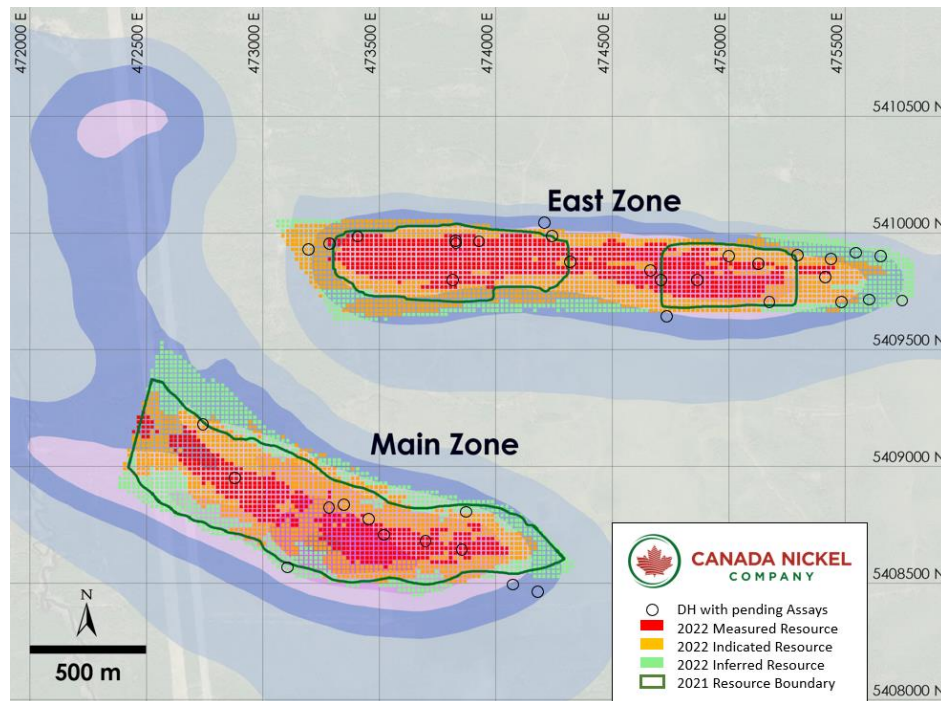 472000 E
472500 E
473000 E
473500 E
474000 E
474500 E
475000 E
475500 E
5410500 N
East Zone
5410000 N
5409500 N
Main Zone
5409000 N
5408500 N
5408000 N
N
500 m
CANADA NICKEL
COMPANY
DH with pending Assays
2022 Measured Resource
2022 Indicated Resource
2022 Inferred Resource
2021 Resource Boundary